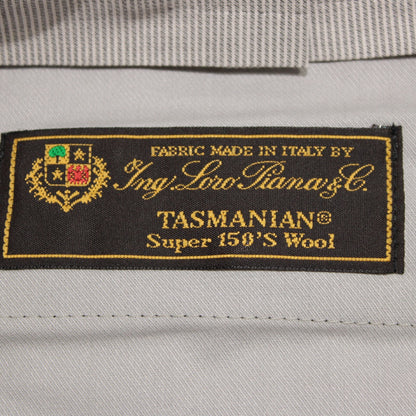 FABRIC MADE IN ITALY BY
Ing. Loro Piana & C.
TASMANIAN®
Super 150'S Wool